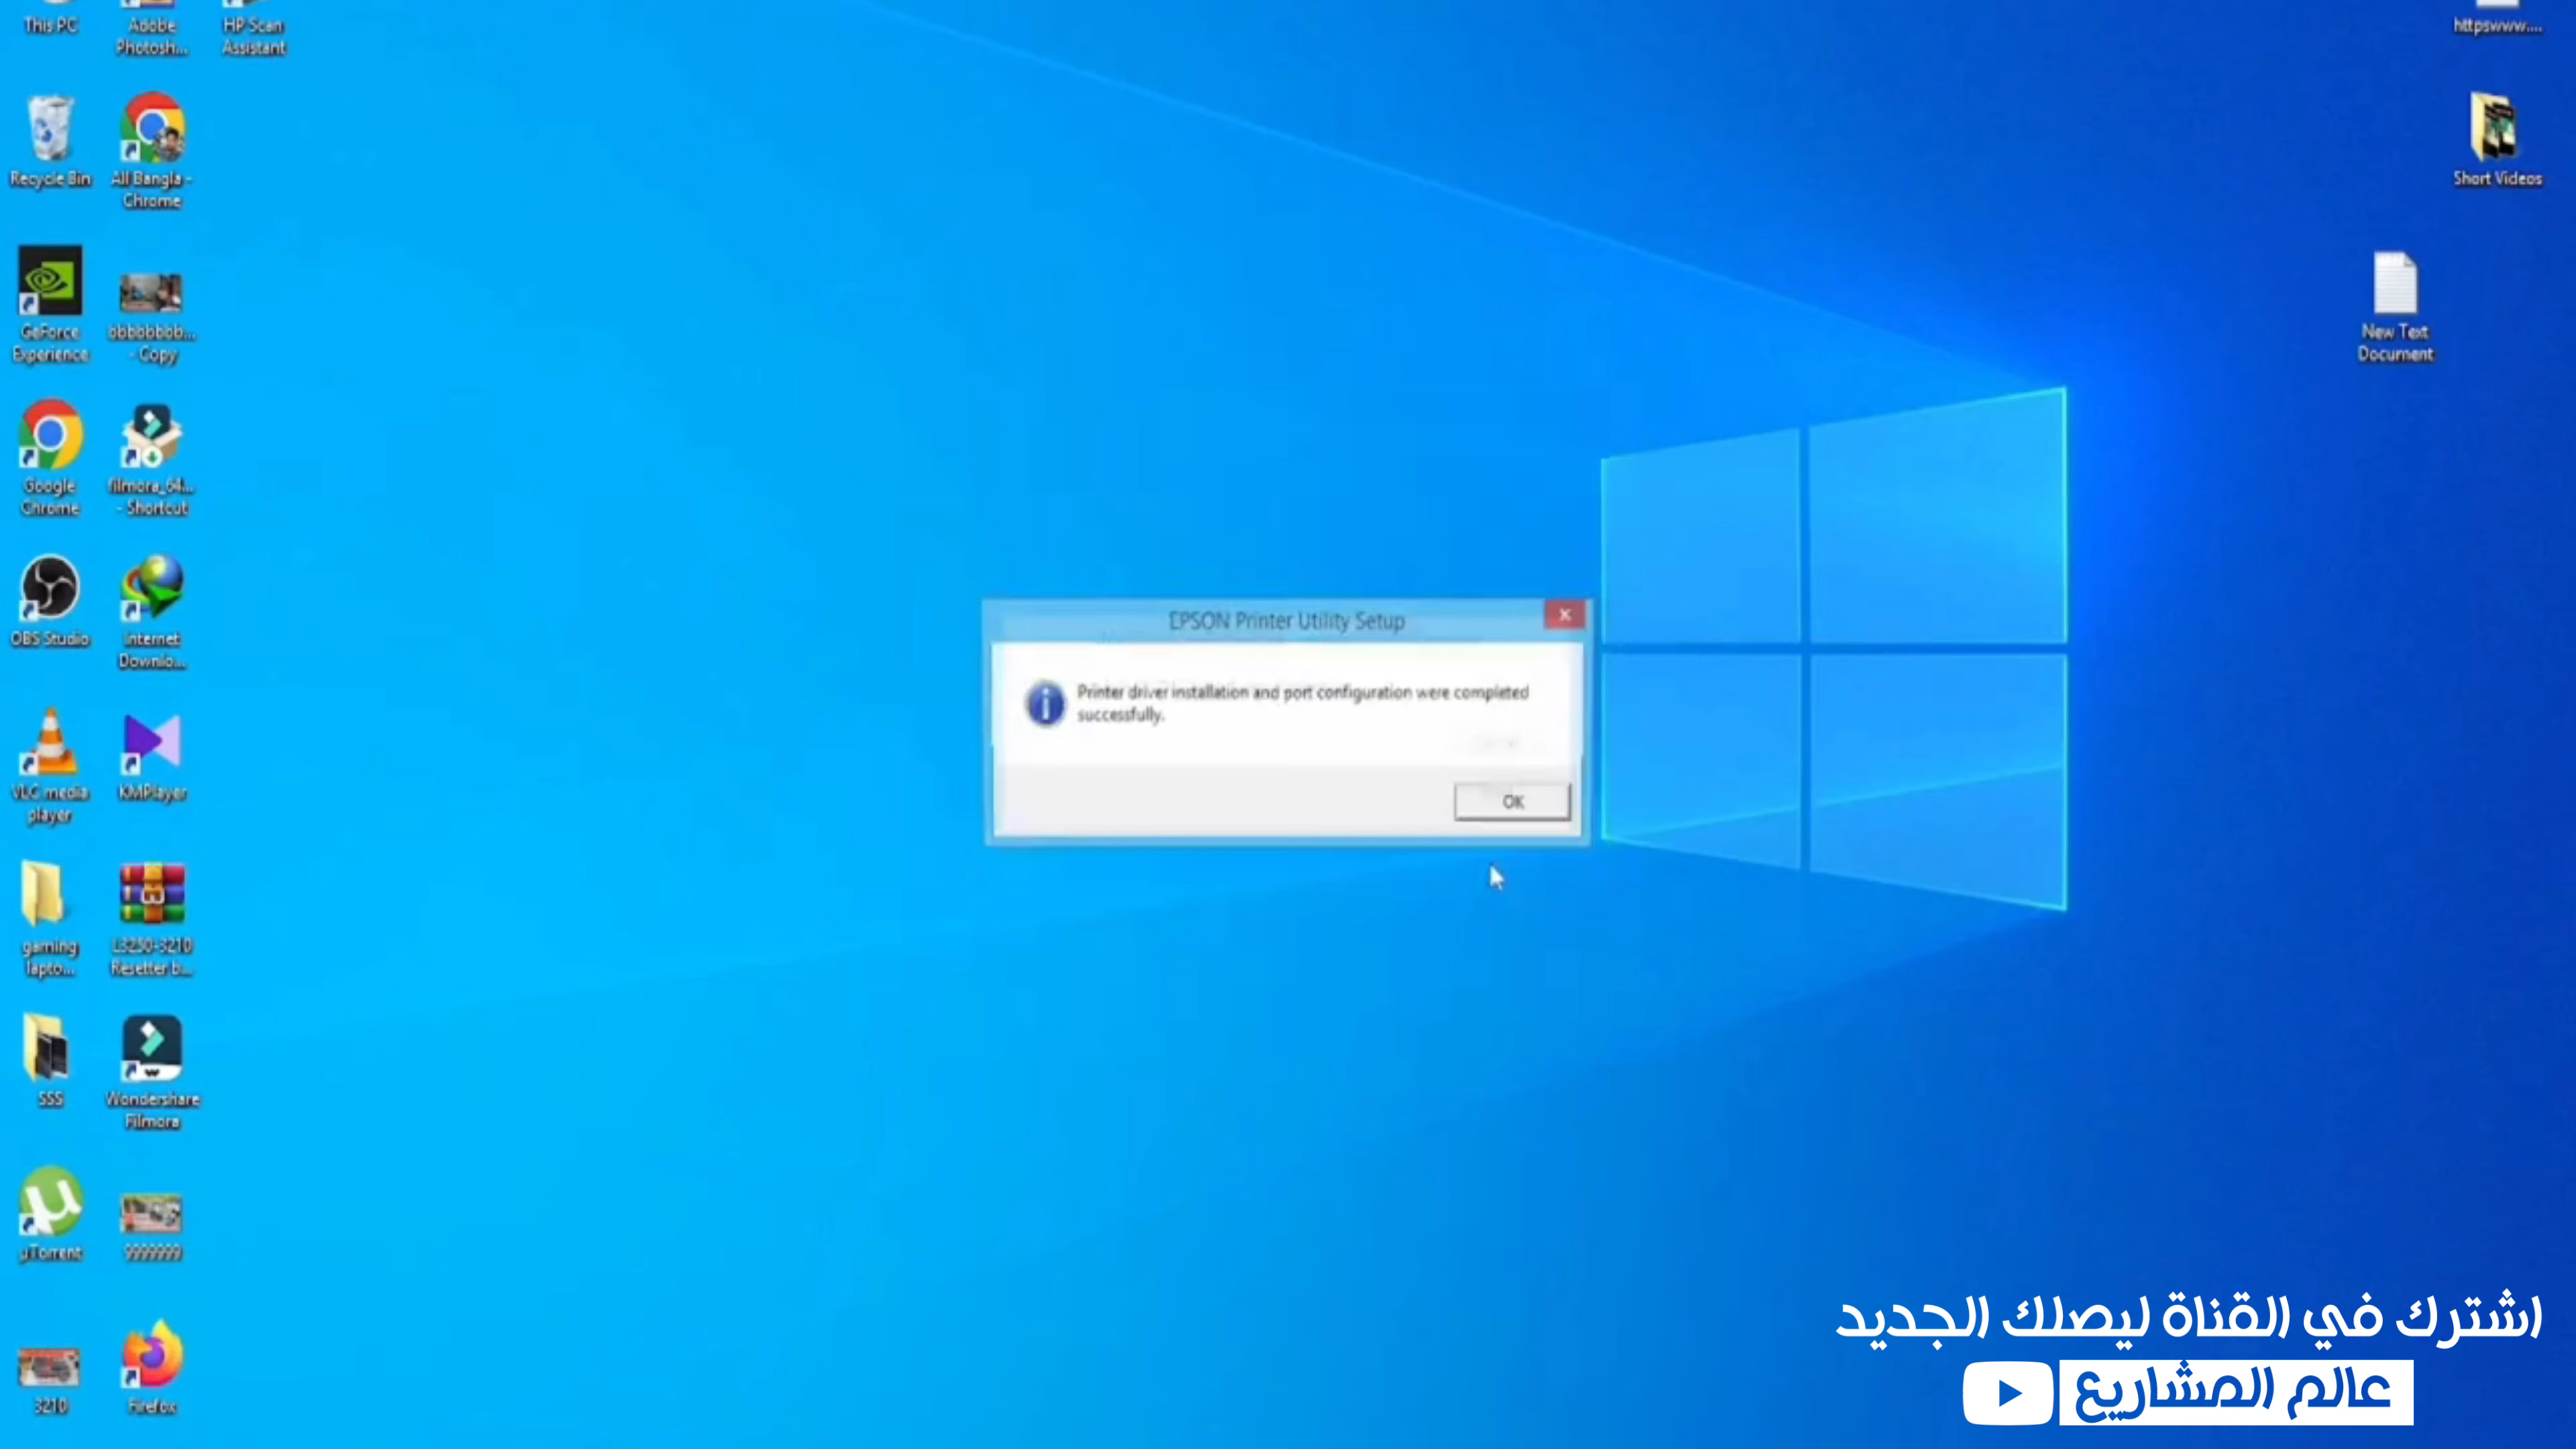 This PC
Adobe
Photosh...
HP Scan
Assistant
httpswww....
Recycle Bin
All Bangla -
Chrome
Short Videos
GeForce
Experience
bbbbbbbb...
- Copy
New Text
Document
Google
Chrome
filmora_64...
- Shortcut
OBS Studio
Internet
Downlo...
EPSON Printer Utility Setup
Printer driver installation and port configuration were completed
successfully.
OK
VLC media
player
KMPlayer
gaming
lapto...
L3250-3210
Resetter b...
SSS
Wondershare
Filmora
µTorrent
9999999
3210
Firefox
اشترك في القناة ليصلك الجديد
عالم المشاريع